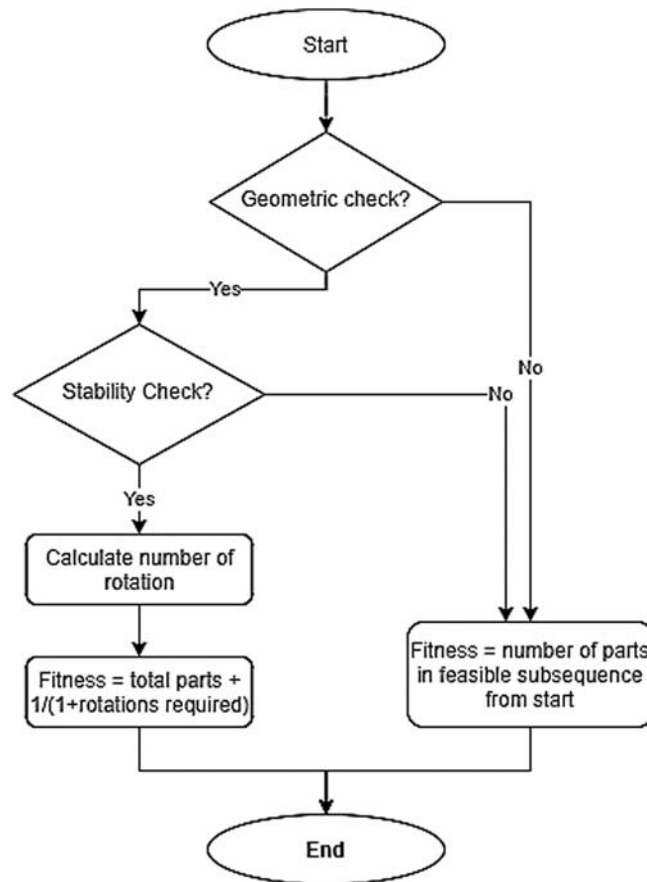 Start
Geometric check?
Yes
No
Stability Check?
No
Yes
Calculate number of
rotation
Fitness = total parts +
1/(1+rotations required)
Fitness = number of parts
in feasible subsequence
from start
End